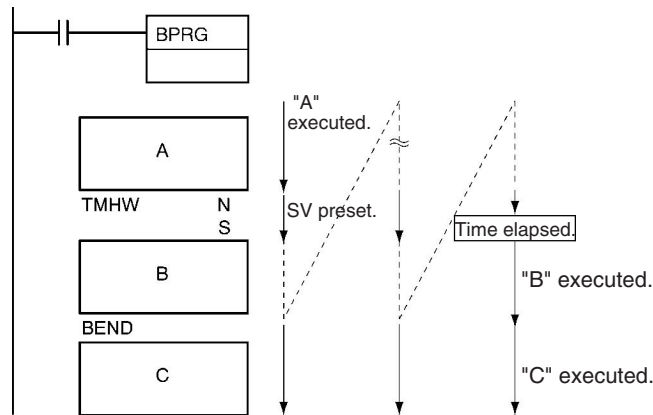 BPRG
"A"
executed.
A
TMHW N
S
SV preset.
Time elapsed.
B
"B" executed.
BEND
C
"C" executed.